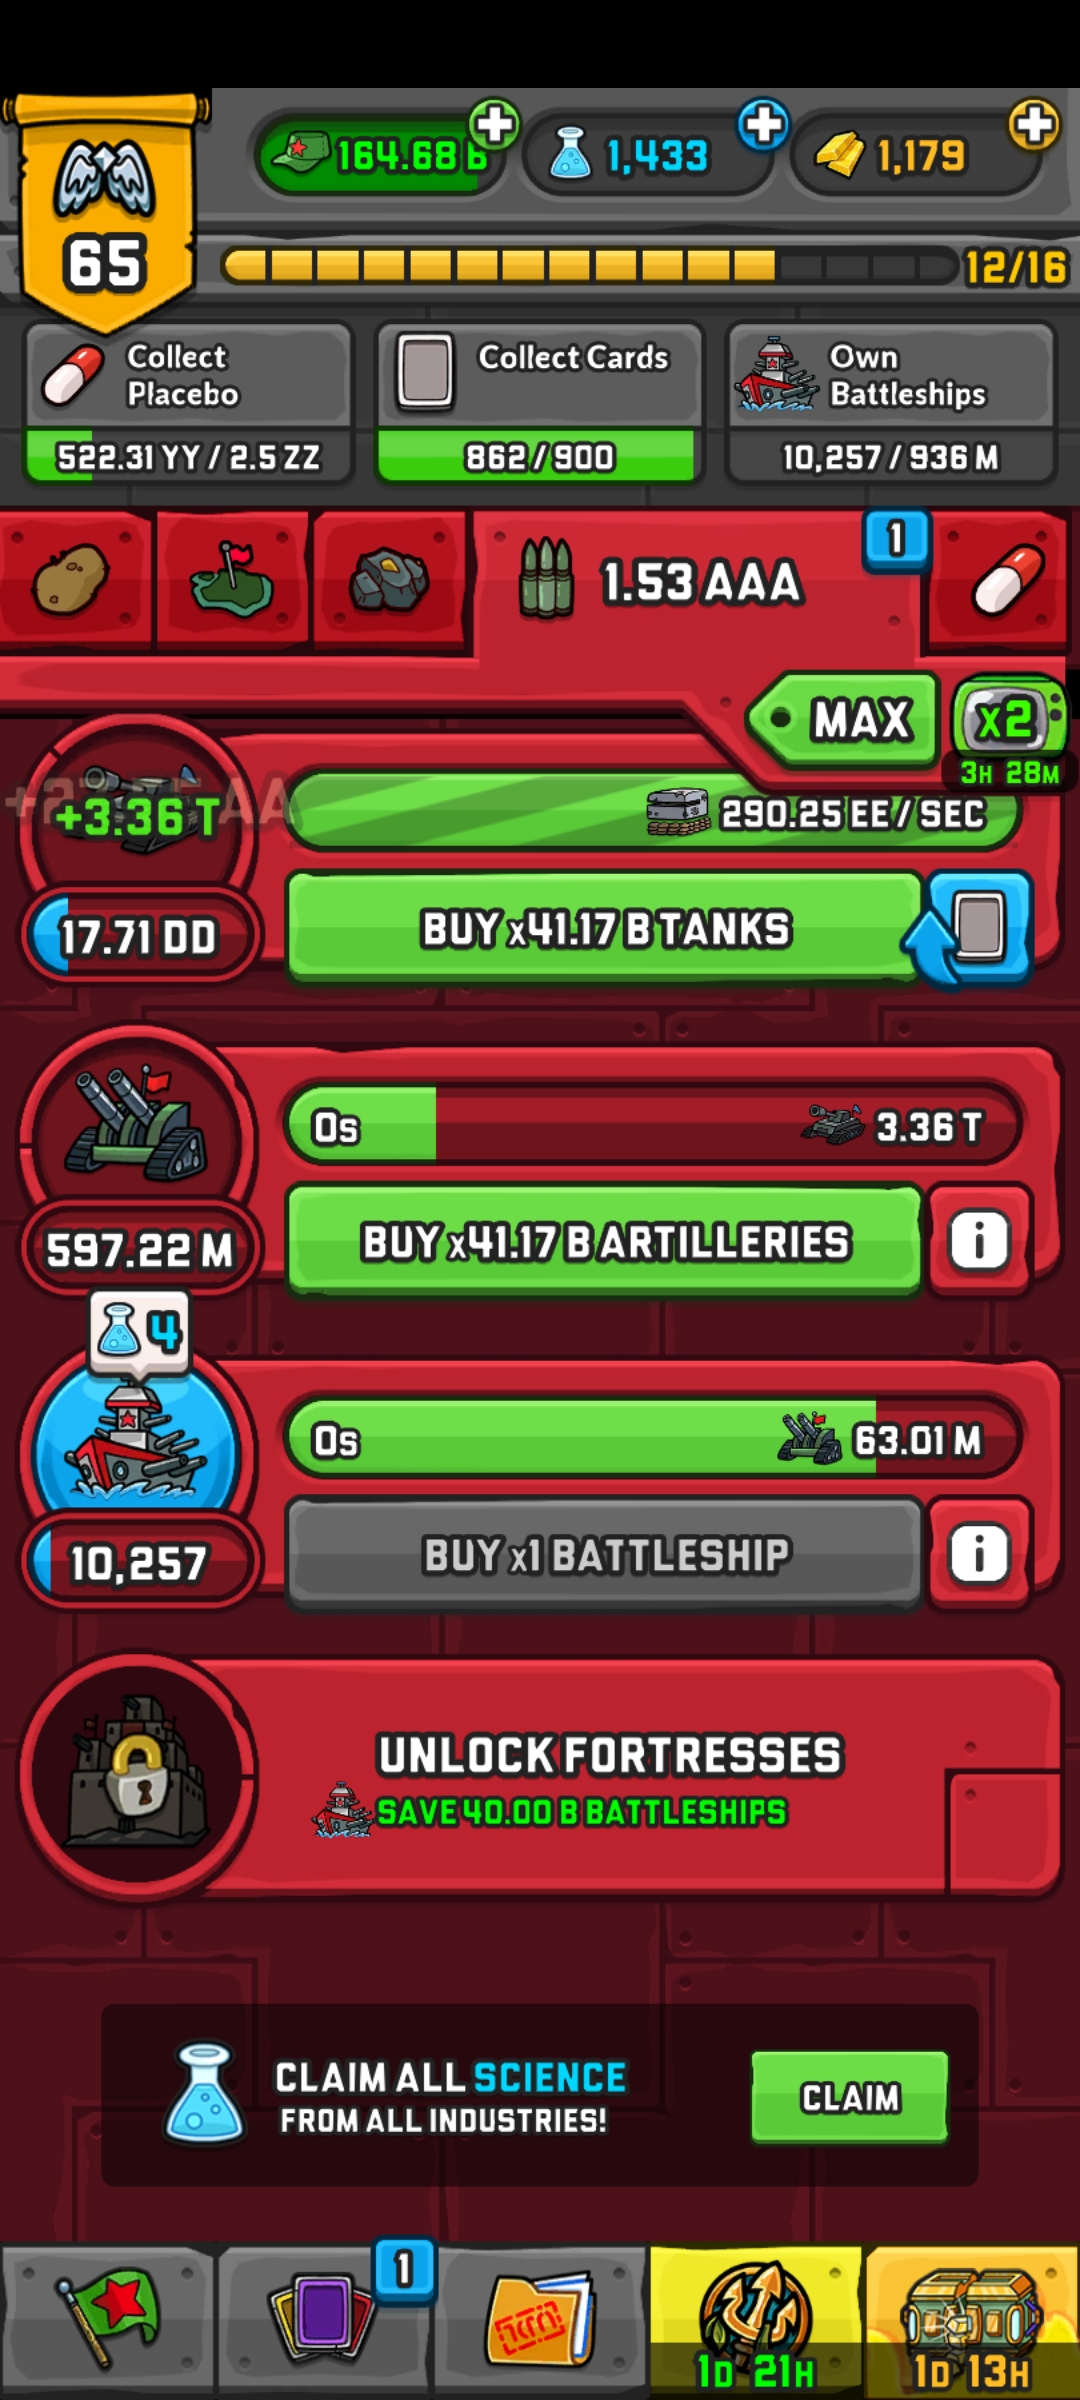 164.68 B
1,433
1,179
65
12/16
Collect
Placebo
522.31 YY / 2.5 ZZ
Collect Cards
862 / 900
Own
Battleships
10,257 / 936 M
1.53 AAA
1
MAX
x2
3H 28M
+3.36 T
290.25 EE / SEC
17.71 DD
BUY x41.17 B TANKS
0s
3.36 T
597.22 M
BUY x41.17 B ARTILLERIES
i
4
0s
63.01 M
10,257
BUY x1 BATTLESHIP
i
UNLOCK FORTRESSES
SAVE 40.00 B BATTLESHIPS
CLAIM ALL SCIENCE
FROM ALL INDUSTRIES!
CLAIM
1
1D 21H
1D 13H